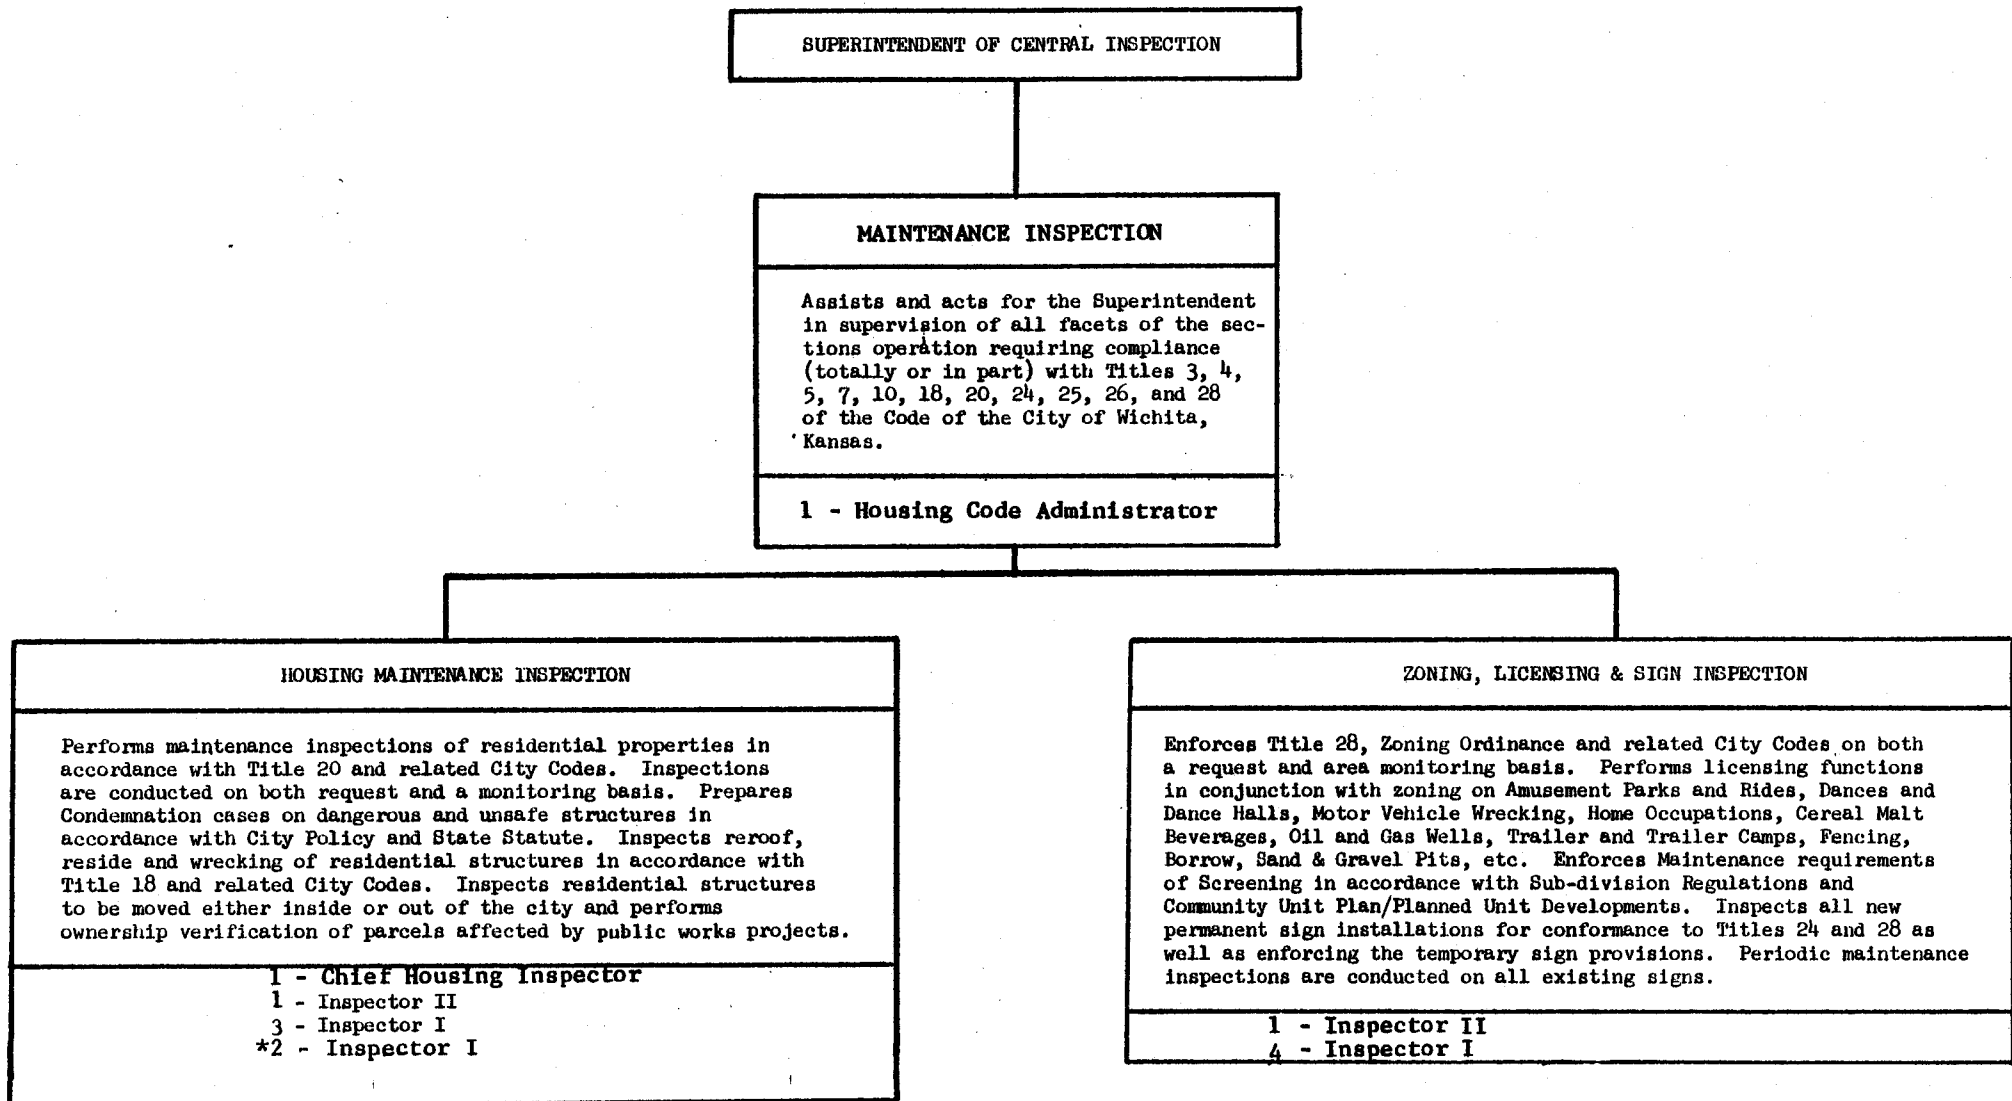 SUPERINTENDENT OF CENTRAL INSPECTION
MAINTENANCE INSPECTION
Assists and acts for the Superintendent
in supervision of all facets of the sec-
tions operation requiring compliance
(totally or in part) with Titles 3, 4,
5, 7, 10, 18, 20, 24, 25, 26, and 28
of the Code of the City of Wichita,
Kansas.
1 - Housing Code Administrator
HOUSING MAINTENANCE INSPECTION
Performs maintenance inspections of residential properties in
accordance with Title 20 and related City Codes.  Inspections
are conducted on both request and a monitoring basis.  Prepares
Condemnation cases on dangerous and unsafe structures in
accordance with City Policy and State Statute.  Inspects reroof,
reside and wrecking of residential structures in accordance with
Title 18 and related City Codes.  Inspects residential structures
to be moved either inside or out of the city and performs
ownership verification of parcels affected by public works projects.
1 - Chief Housing Inspector
1 - Inspector II
3 - Inspector I
*2 - Inspector I
ZONING, LICENSING & SIGN INSPECTION
Enforces Title 28, Zoning Ordinance and related City Codes on both
a request and area monitoring basis.  Performs licensing functions
in conjunction with zoning on Amusement Parks and Rides, Dances and
Dance Halls, Motor Vehicle Wrecking, Home Occupations, Cereal Malt
Beverages, Oil and Gas Wells, Trailer and Trailer Camps, Fencing,
Borrow, Sand & Gravel Pits, etc.  Enforces Maintenance requirements
of Screening in accordance with Sub-division Regulations and
Community Unit Plan/Planned Unit Developments.  Inspects all new
permanent sign installations for conformance to Titles 24 and 28 as
well as enforcing the temporary sign provisions.  Periodic maintenance
inspections are conducted on all existing signs.
1 - Inspector II
4 - Inspector I